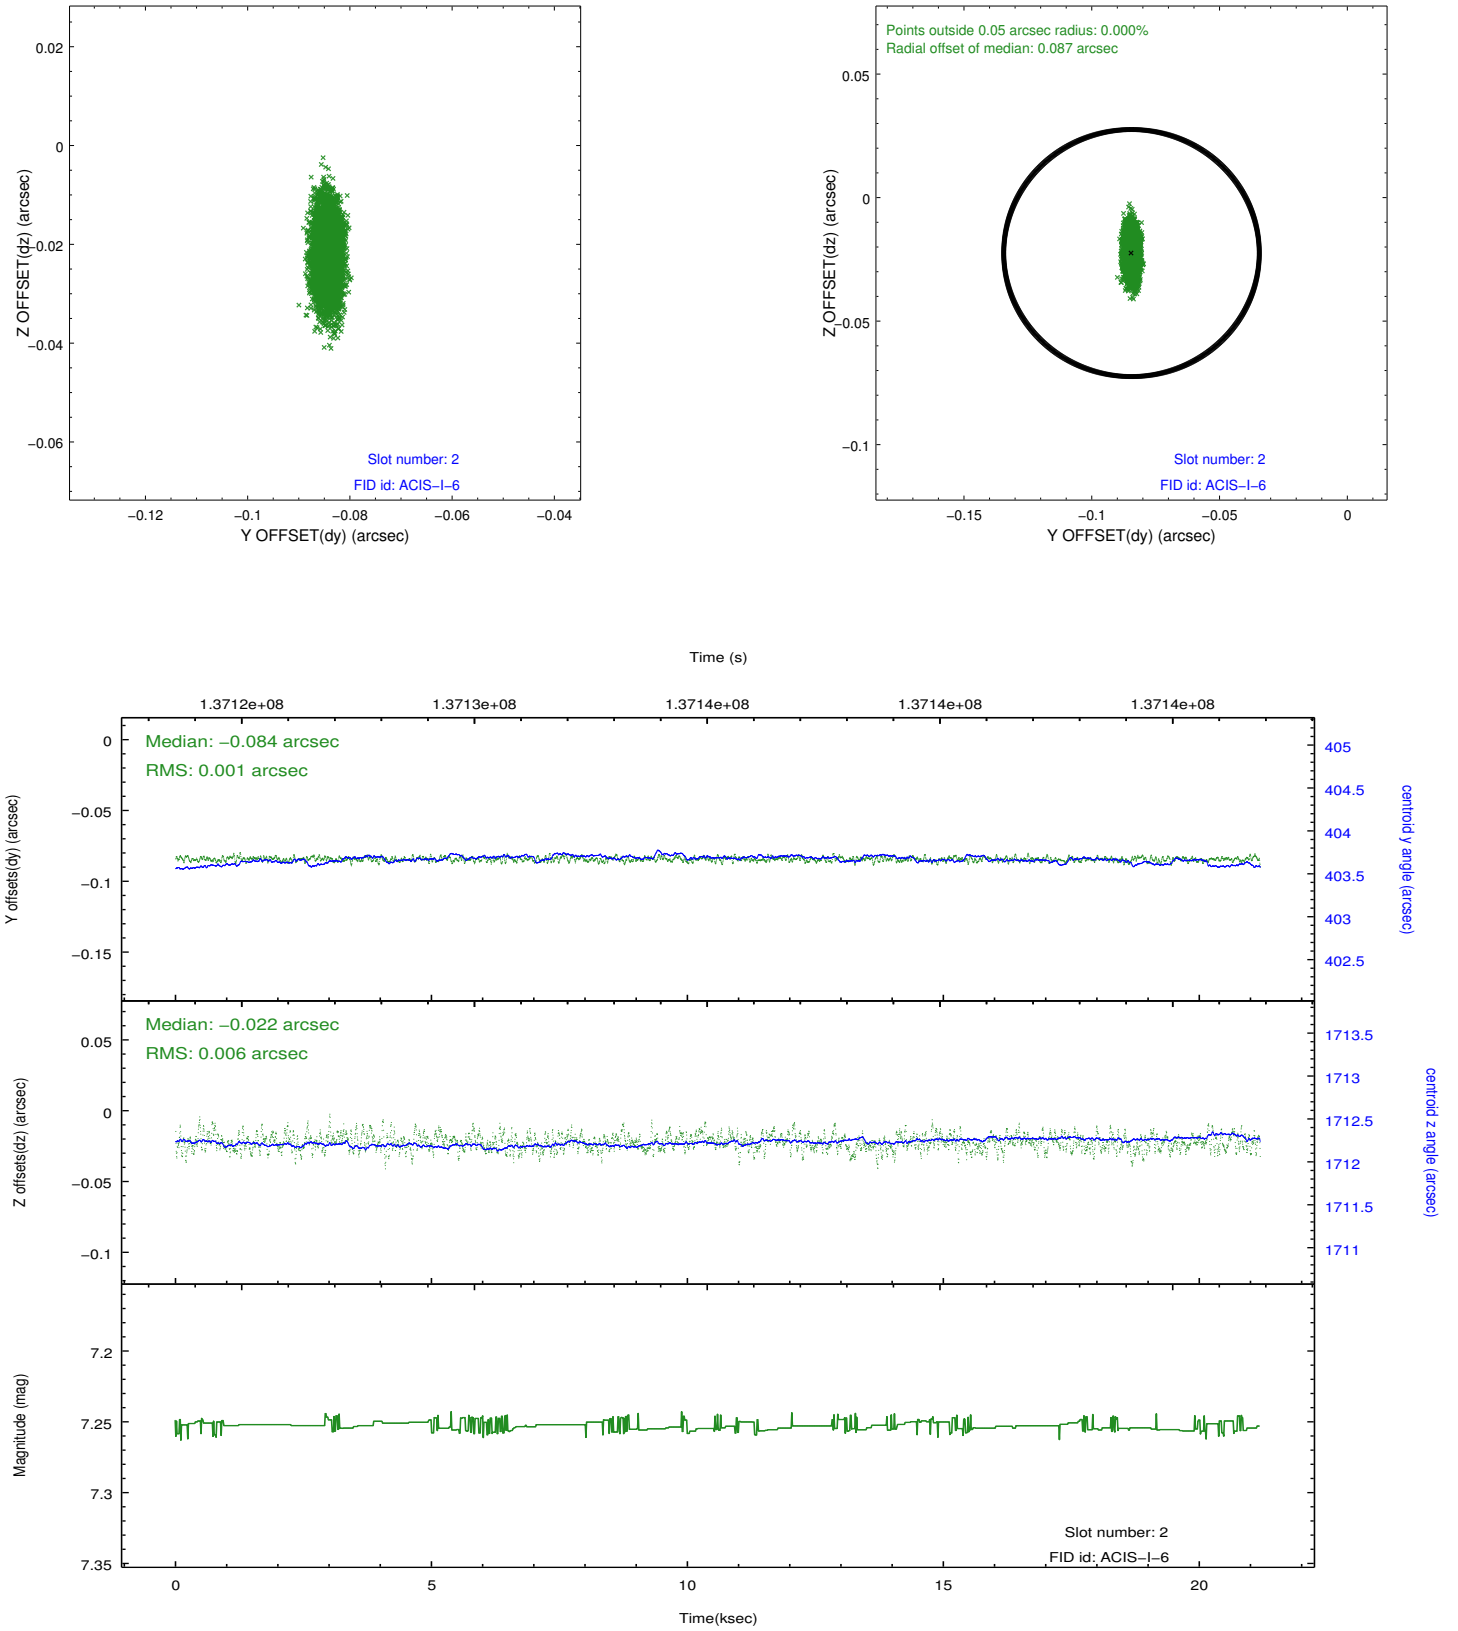 0.02
0
−0.02
−0.04
−0.06
Z OFFSET(dz) (arcsec)
Slot number: 2
FID id: ACIS−I−6
−0.12 −0.1 −0.08 −0.06 −0.04
Y OFFSET(dy) (arcsec)
Points outside 0.05 arcsec radius: 0.000%
Radial offset of median: 0.087 arcsec
0.05
0
−0.05
−0.1
Z OFFSET(dz) (arcsec)
Slot number: 2
FID id: ACIS−I−6
−0.15 −0.1 −0.05 0
Y OFFSET(dy) (arcsec)
Time (s)
1.3712e+08 1.3713e+08 1.3714e+08 1.3714e+08 1.3714e+08
Median: −0.084 arcsec
RMS: 0.001 arcsec
0
−0.05
−0.1
−0.15
Y offsets(dy) (arcsec)
405
404.5
404
403.5
403
402.5
centroid y angle (arcsec)
Median: −0.022 arcsec
RMS: 0.006 arcsec
0.05
0
−0.05
−0.1
Z offsets(dz) (arcsec)
1713.5
1713
1712.5
1712
1711.5
1711
centroid z angle (arcsec)
7.2
7.25
7.3
7.35
Magnitude (mag)
Slot number: 2
FID id: ACIS−I−6
0 5 10 15 20
Time(ksec)